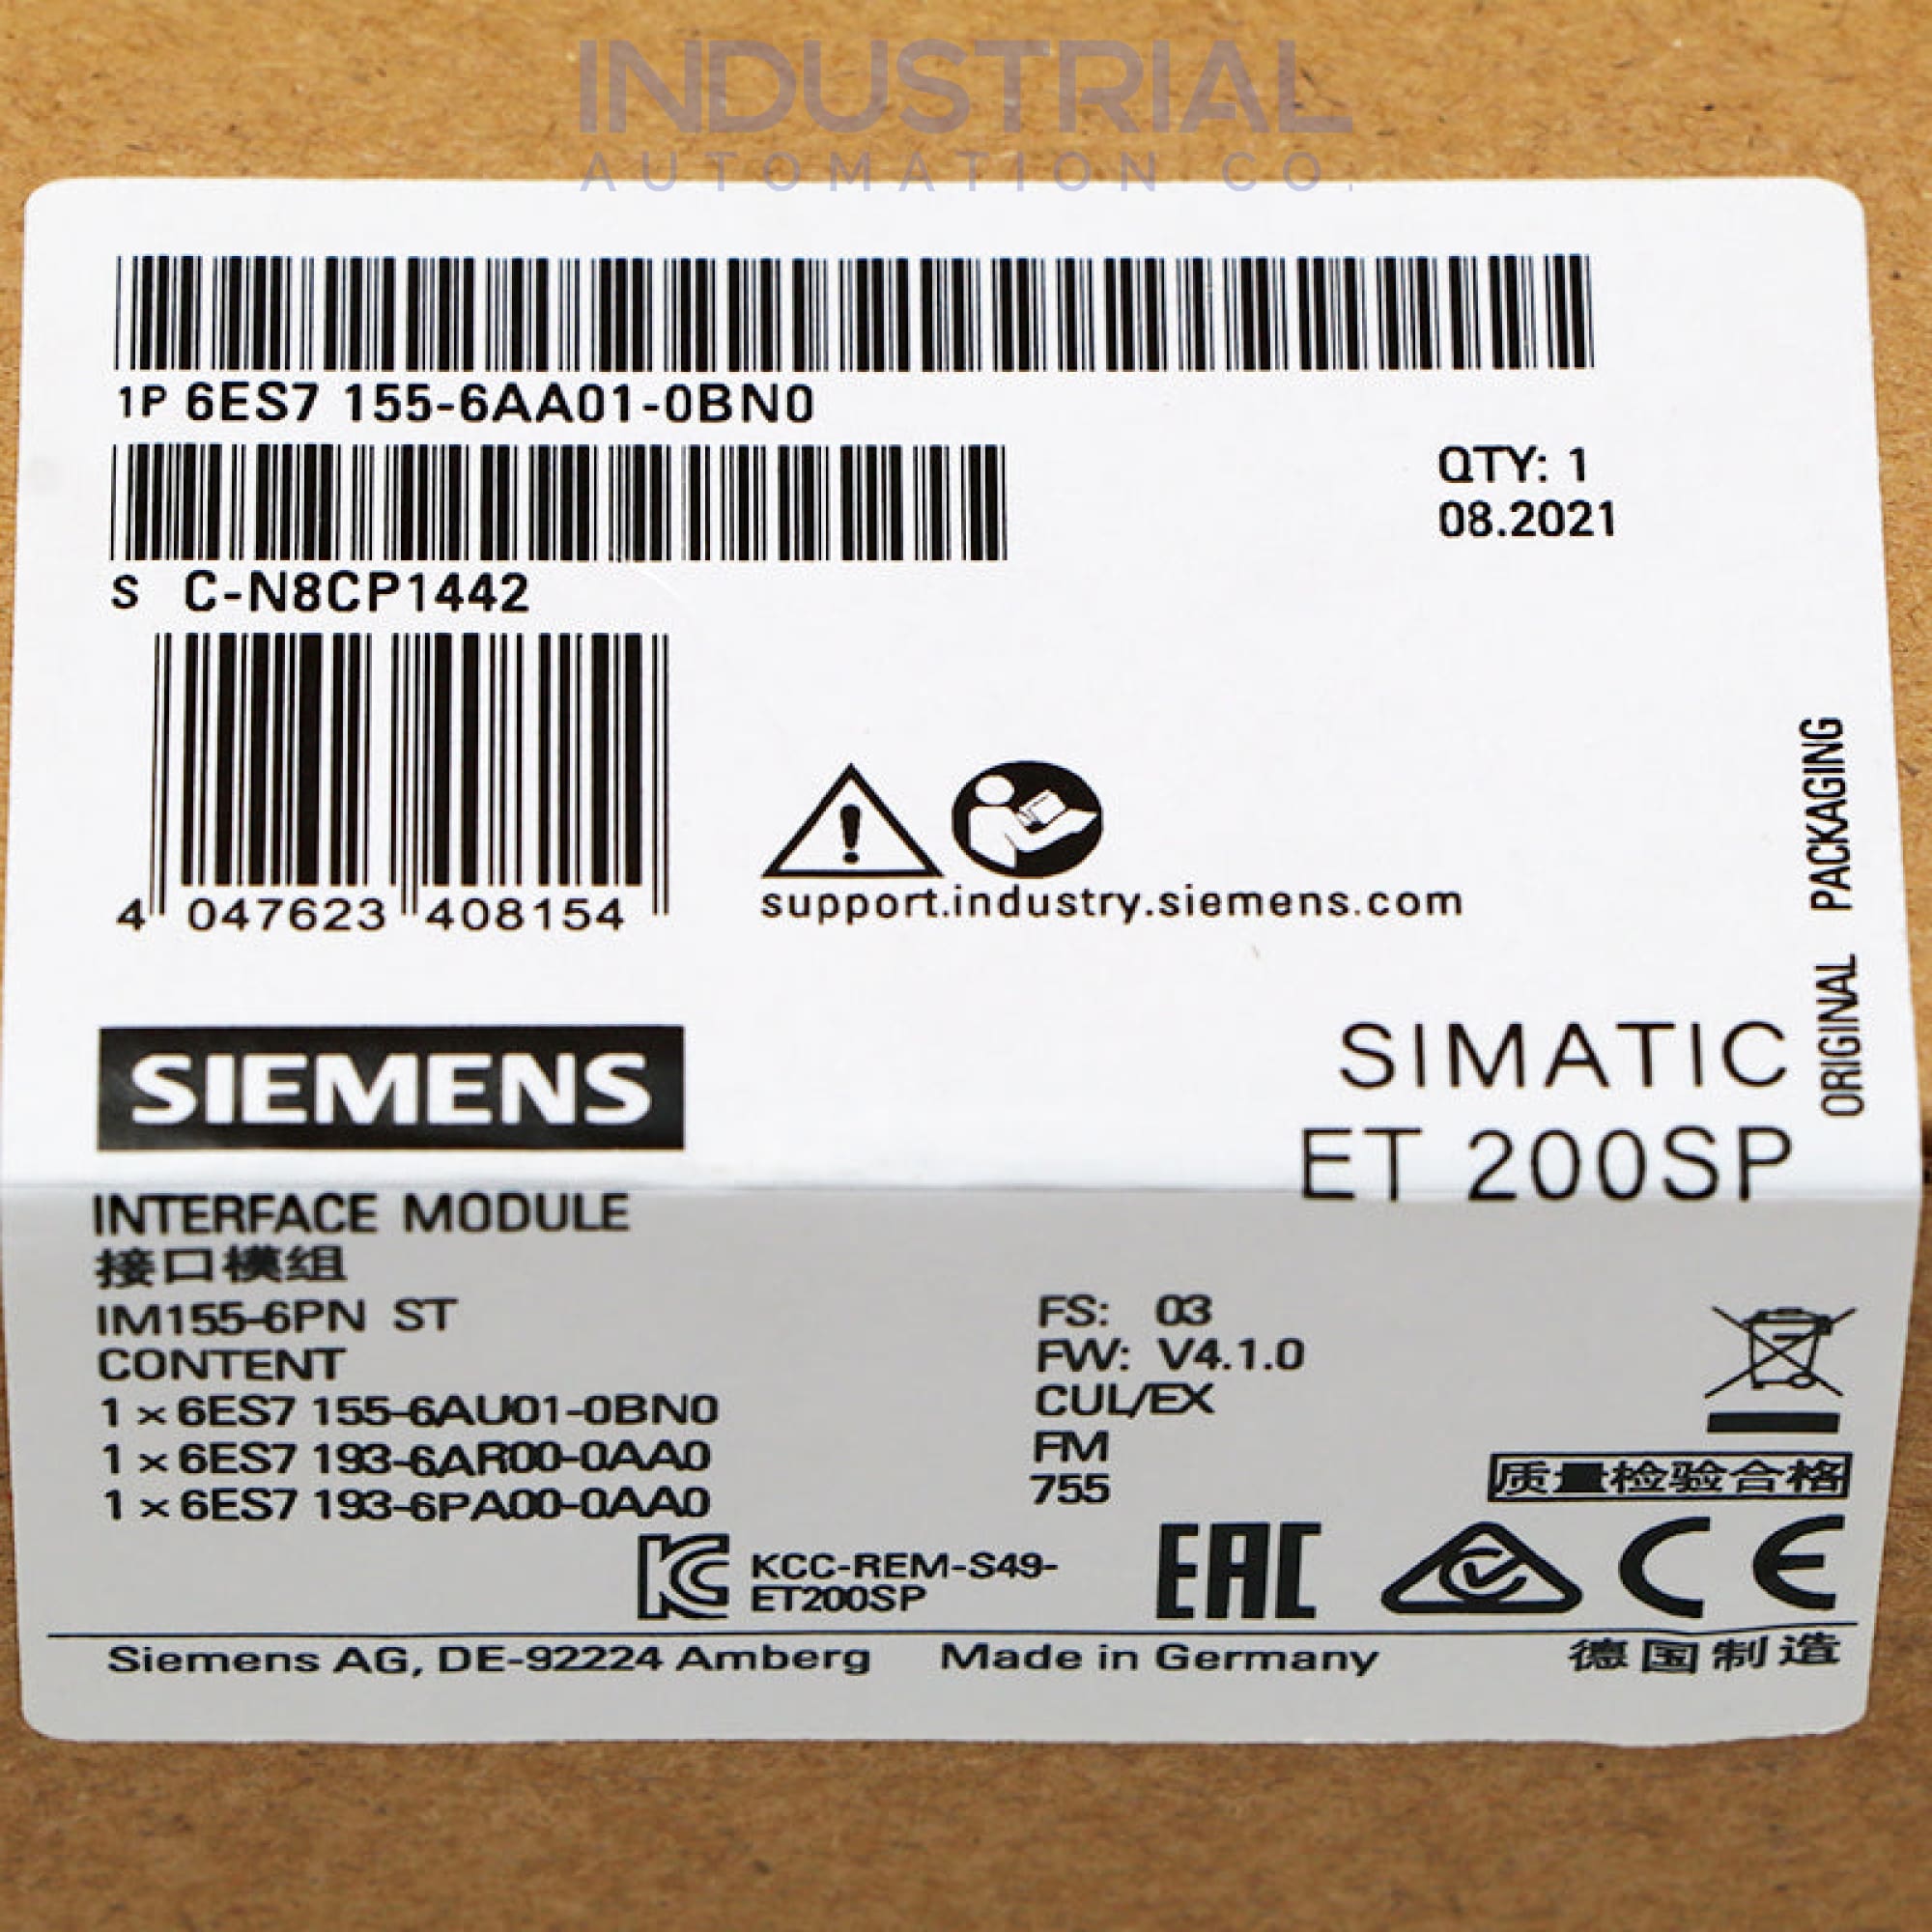 INDUSTRIAL
AUTOMATION CO.
1P 6ES7 155-6AA01-0BN0
QTY: 1
08.2021
S C-N8CP1442
4 047623 408154
support.industry.siemens.com
ORIGINAL PACKAGING
SIEMENS
SIMATIC
ET 200SP
INTERFACE MODULE
接口模组
IM155-6PN ST
CONTENT
1 x 6ES7 155-6AU01-0BN0
1 x 6ES7 193-6AR00-0AA0
1 x 6ES7 193-6PA00-0AA0
FS: 03
FW: V4.1.0
CUL/EX
FM
755
质量检验合格
KC KCC-REM-S49-
ET200SP
EAC
CE
Siemens AG, DE-92224 Amberg Made in Germany 德国制造